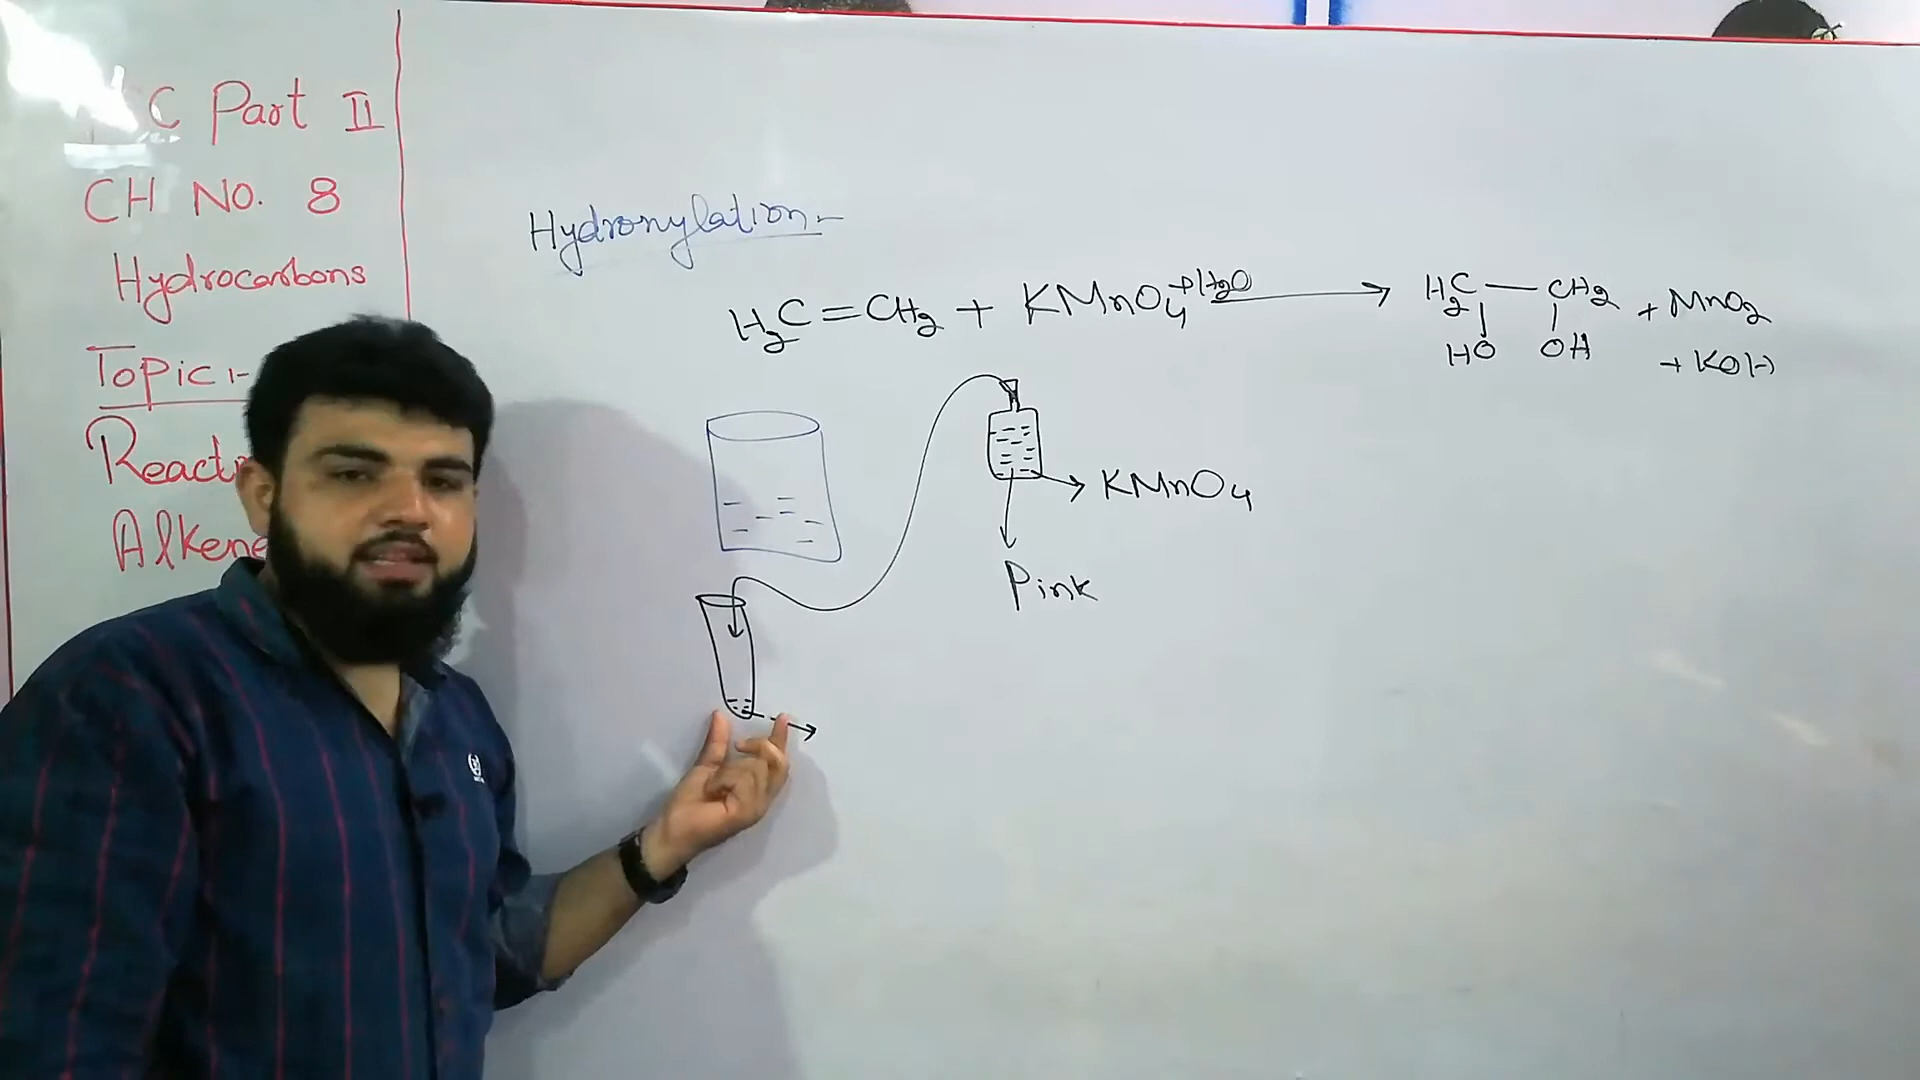 C Part II
CH NO. 8
Hydrocarbons
Topic :-
Alkene
Hydroxylation:-
H₂C=CH₂ + KMnO₄ + H₂O → H₂C—CH₂ + MnO₂
HO OH + KOH
KMnO₄
Pink